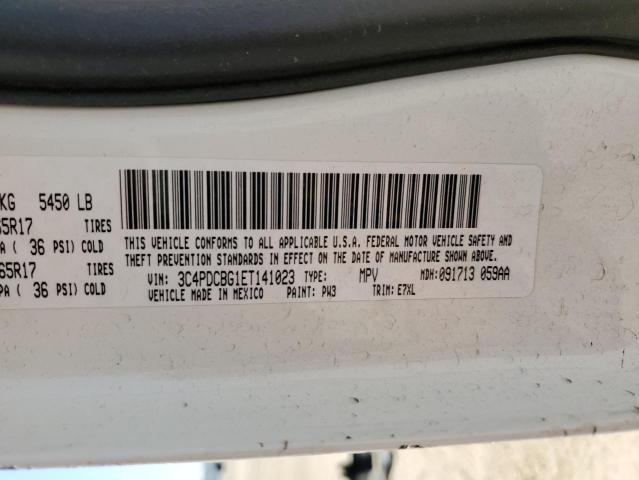 KG 5450 LB
65R17 TIRES
PA ( 36 PSI) COLD
65R17 TIRES
PA ( 36 PSI) COLD
THIS VEHICLE CONFORMS TO ALL APPLICABLE U.S.A. FEDERAL MOTOR VEHICLE SAFETY AND
THEFT PREVENTION STANDARDS IN EFFECT ON THE DATE OF MANUFACTURE SHOWN ABOVE.
VIN: 3C4PDCBG1ET141023 TYPE: MPV MDH: 091713 059AA
VEHICLE MADE IN MEXICO PAINT: PW3 TRIM: E7XL